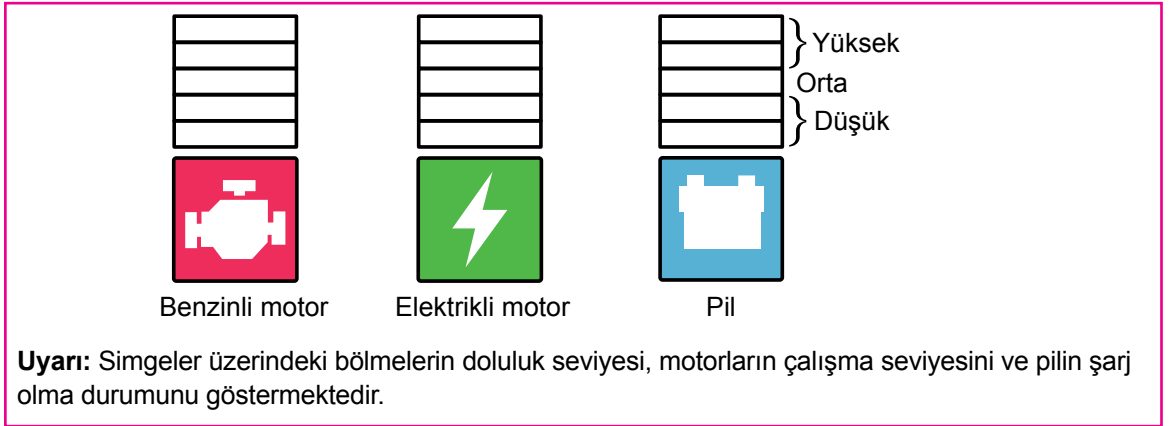 Yüksek
Orta
Düşük
Benzinli motor Elektrikli motor Pil
Uyarı: Simgeler üzerindeki bölmelerin doluluk seviyesi, motorların çalışma seviyesini ve pilin şarj
olma durumunu göstermektedir.